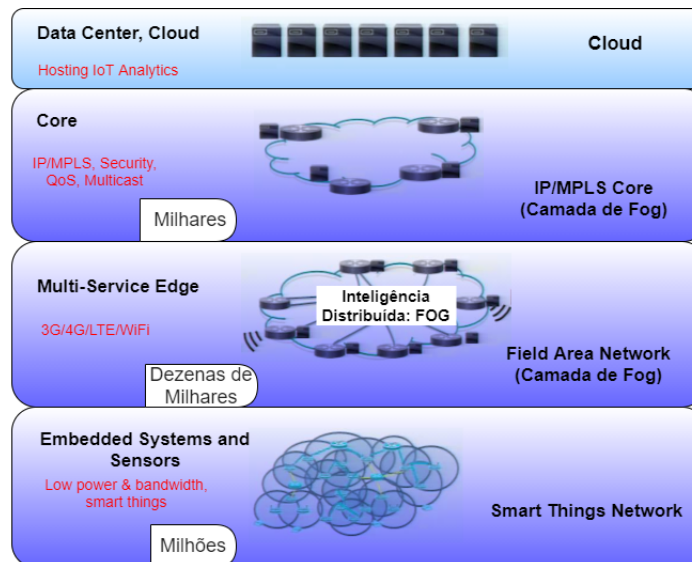 Data Center, Cloud
Hosting IoT Analytics
Cloud
Core
IP/MPLS, Security,
QoS, Multicast
Milhares
IP/MPLS Core
(Camada de Fog)
Multi-Service Edge
3G/4G/LTE/WiFi
Inteligência
Distribuída: FOG
Dezenas de
Milhares
Field Area Network
(Camada de Fog)
Embedded Systems and
Sensors
Low power & bandwidth,
smart things
Milhões
Smart Things Network